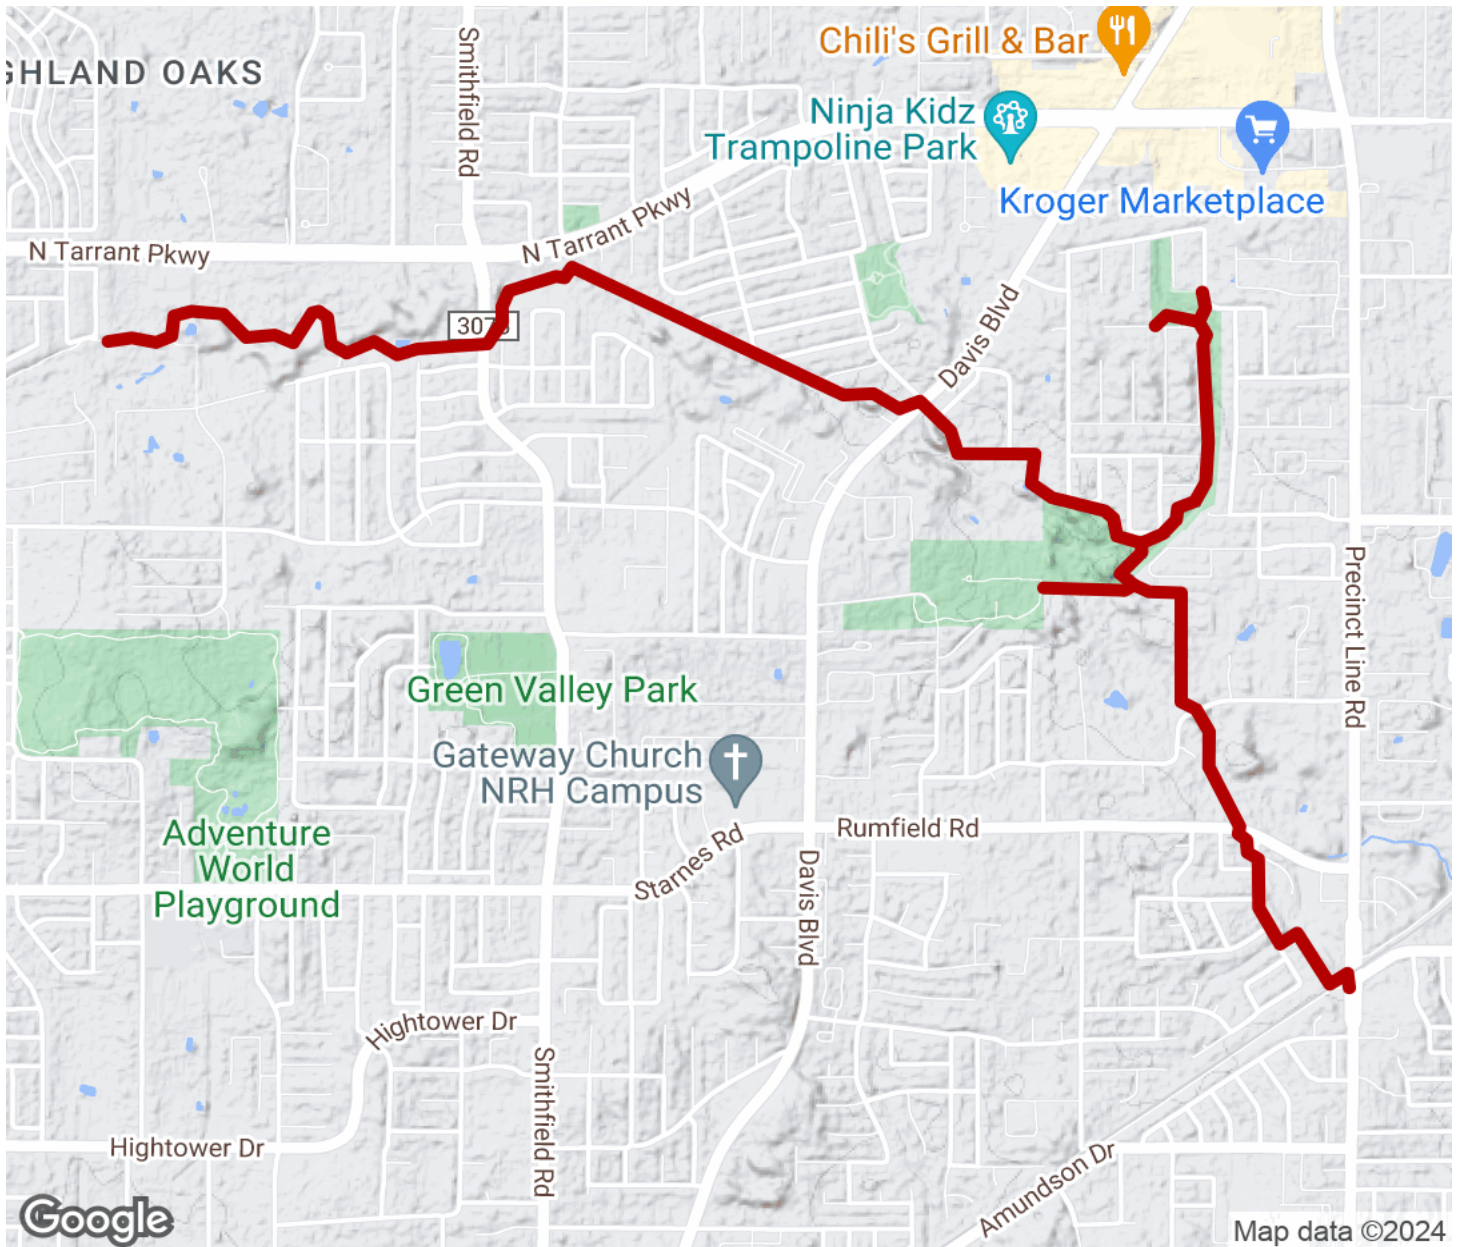 Chili's Grill & Bar
GHLAND OAKS
Smithfield Rd
Ninja Kidz
Trampoline Park
Kroger Marketplace
N Tarrant Pkwy
N Tarrant Pkwy
Davis Blvd
Precinct Line Rd
Green Valley Park
Gateway Church
NRH Campus
Rumfield Rd
Starnes Rd
Adventure
World
Playground
Davis Blvd
Hightower Dr
Smithfield Rd
Hightower Dr
Amundson Dr
Google
Map data ©2024